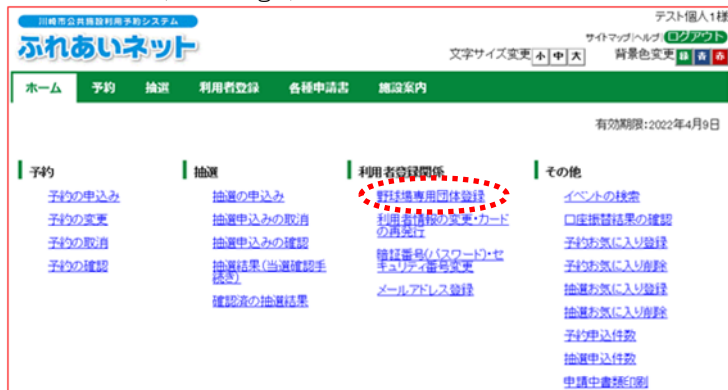 テスト個人1様
川崎市公共施設利用予約システム
ふれあいネット
サイトマップ|ヘルプ|ログアウト
文字サイズ変更 小 中 大 背景色変更 緑 青 赤
ホーム 予約 抽選 利用者登録 各種申請書 施設案内
有効期限:2022年4月9日
予約
予約の申込み
予約の変更
予約の取消
予約の確認
抽選
抽選の申込み
抽選申込みの取消
抽選申込みの確認
抽選結果(当選確認手
続き)
確認済の抽選結果
利用者登録関係
野球場専用団体登録
利用者情報の変更・カード
の再発行
暗証番号(パスワード)・セ
キュリティ番号変更
メールアドレス登録
その他
イベントの検索
口座振替結果の確認
予約お気に入り登録
予約お気に入り削除
抽選お気に入り登録
抽選お気に入り削除
予約申込件数
抽選申込件数
申請中書類印刷